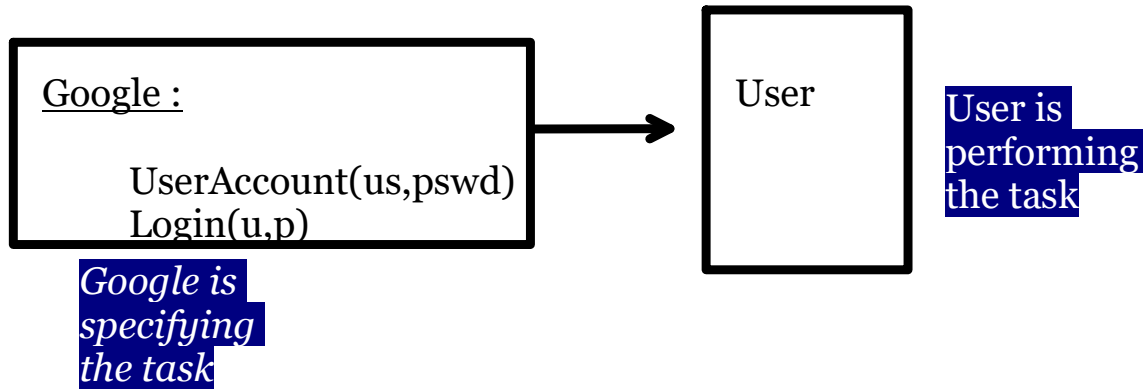 Google :
UserAccount(us,pswd)
Login(u,p)
Google is
specifying
the task
User
User is
performing
the task